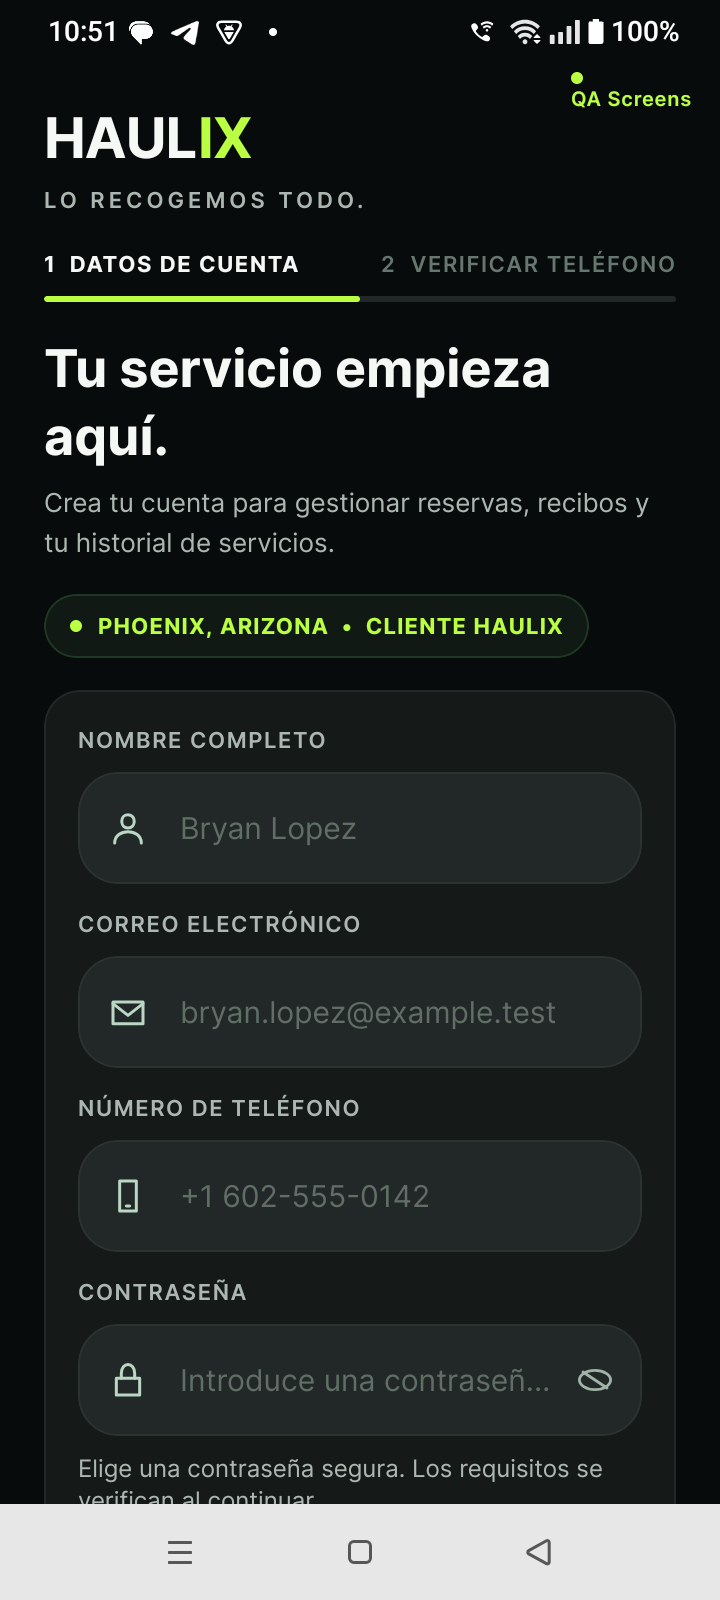 10:51
100%
QA Screens
HAULIX
LO RECOGEMOS TODO.
1 DATOS DE CUENTA
2 VERIFICAR TELÉFONO
Tu servicio empieza
aquí.
Crea tu cuenta para gestionar reservas, recibos y
tu historial de servicios.
PHOENIX, ARIZONA • CLIENTE HAULIX
NOMBRE COMPLETO
Bryan Lopez
CORREO ELECTRÓNICO
bryan.lopez@example.test
NÚMERO DE TELÉFONO
+1 602-555-0142
CONTRASEÑA
Introduce una contraseñ...
Elige una contraseña segura. Los requisitos se
verifican al continuar